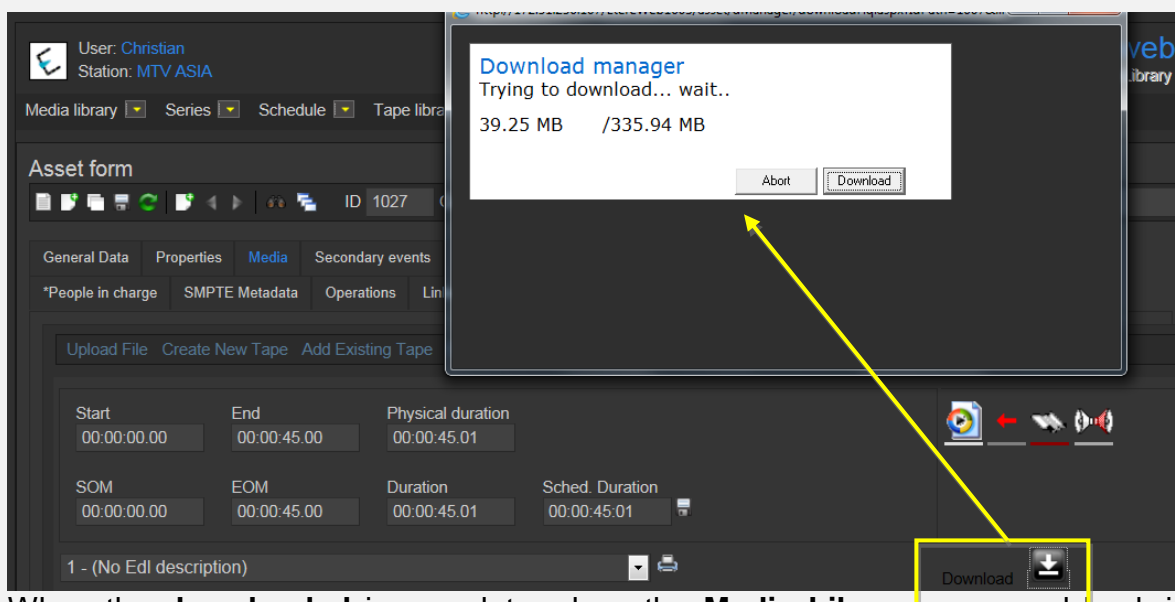 User: Christian
Station: MTV ASIA
Media library Series Schedule Tape
Asset form
ID 1027
General Data Properties Media Secondary events
*People in charge SMPTE Metadata Operations
Upload File Create New Tape Add Existing Tape
Start End Physical duration
00:00:00.00 00:00:45.00 00:00:45.01
SOM EOM Duration Sched. Duration
00:00:00.00 00:00:45.00 00:00:45.01 00:00:45:01
1 - (No Edl description)
Download manager
Trying to download... wait..
39.25 MB /335.94 MB
Abort Download
Download